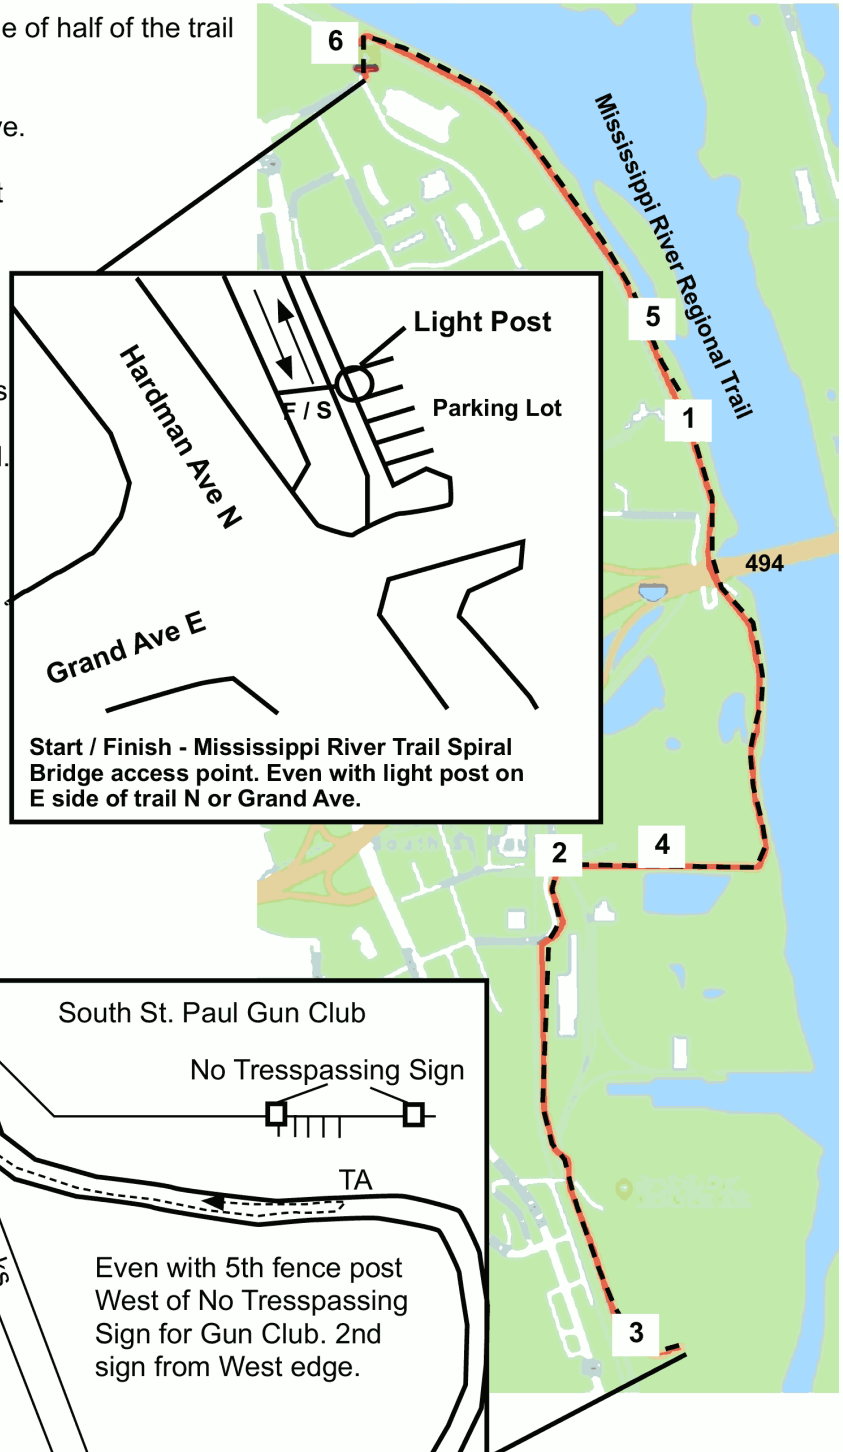 e of half of the trail
6
ve.
t
Mississippi River Regional Trail
5
Light Post
s
F / S
Parking Lot
1
Hardman Ave N
l.
494
Grand Ave E
Start / Finish - Mississippi River Trail Spiral
Bridge access point. Even with light post on
E side of trail N or Grand Ave.
2
4
South St. Paul Gun Club
No Tresspassing Sign
TA
Even with 5th fence post
West of No Tresspassing
Sign for Gun Club. 2nd
sign from West edge.
3